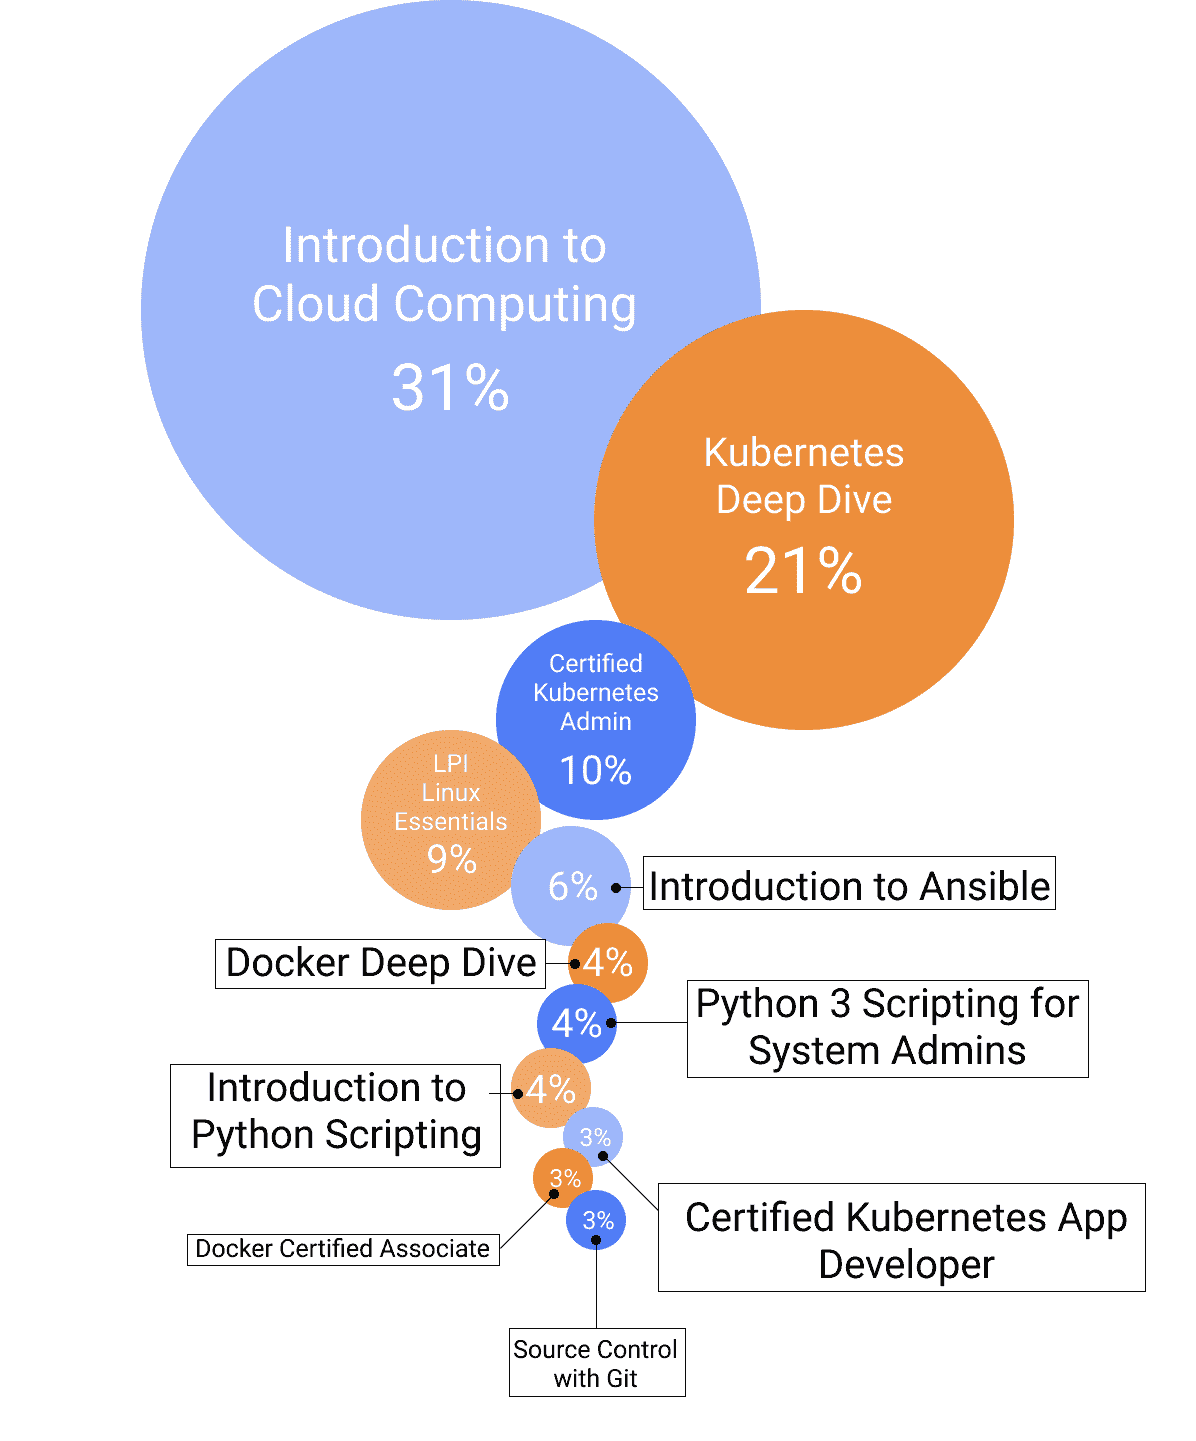 Introduction to
Cloud Computing
31%
Kubernetes
Deep Dive
21%
Certified
Kubernetes
Admin
10%
LPI
Linux
Essentials
9%
6%
Introduction to Ansible
Docker Deep Dive
4%
4%
Python 3 Scripting for
System Admins
Introduction to
Python Scripting
4%
3%
Certified Kubernetes App
Developer
3%
Docker Certified Associate
3%
Source Control
with Git